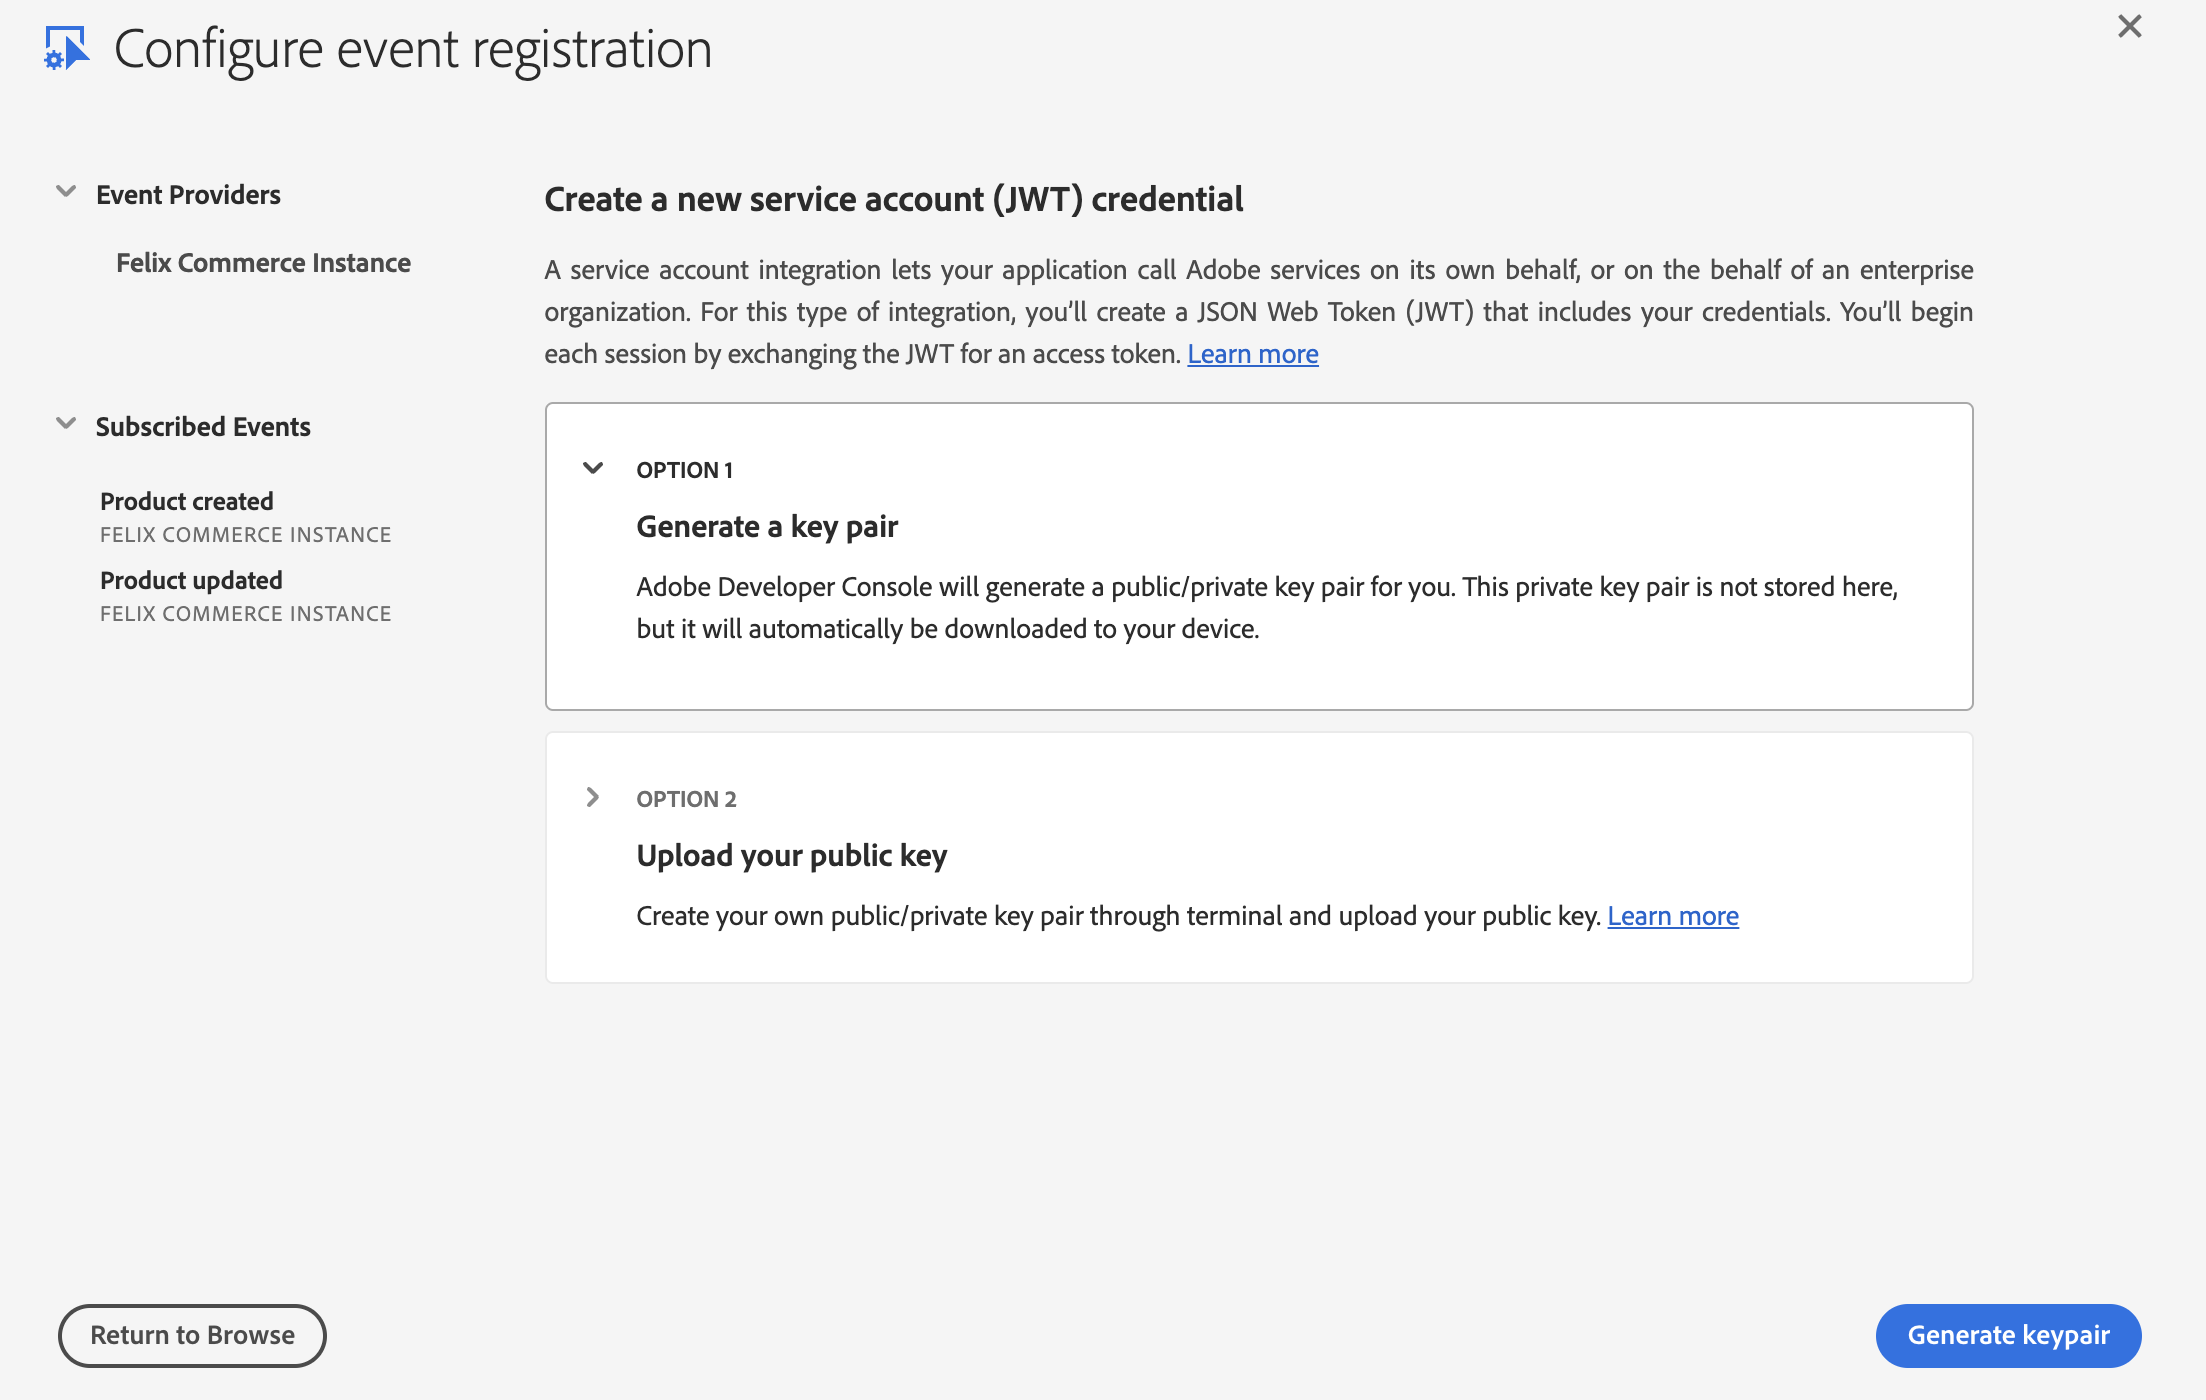 Configure event registration
Event Providers
Felix Commerce Instance
Subscribed Events
Product created
FELIX COMMERCE INSTANCE
Product updated
FELIX COMMERCE INSTANCE
Create a new service account (JWT) credential
A service account integration lets your application call Adobe services on its own behalf, or on the behalf of an enterprise
organization. For this type of integration, you’ll create a JSON Web Token (JWT) that includes your credentials. You’ll begin
each session by exchanging the JWT for an access token. Learn more
OPTION 1
Generate a key pair
Adobe Developer Console will generate a public/private key pair for you. This private key pair is not stored here,
but it will automatically be downloaded to your device.
OPTION 2
Upload your public key
Create your own public/private key pair through terminal and upload your public key. Learn more
Return to Browse
Generate keypair